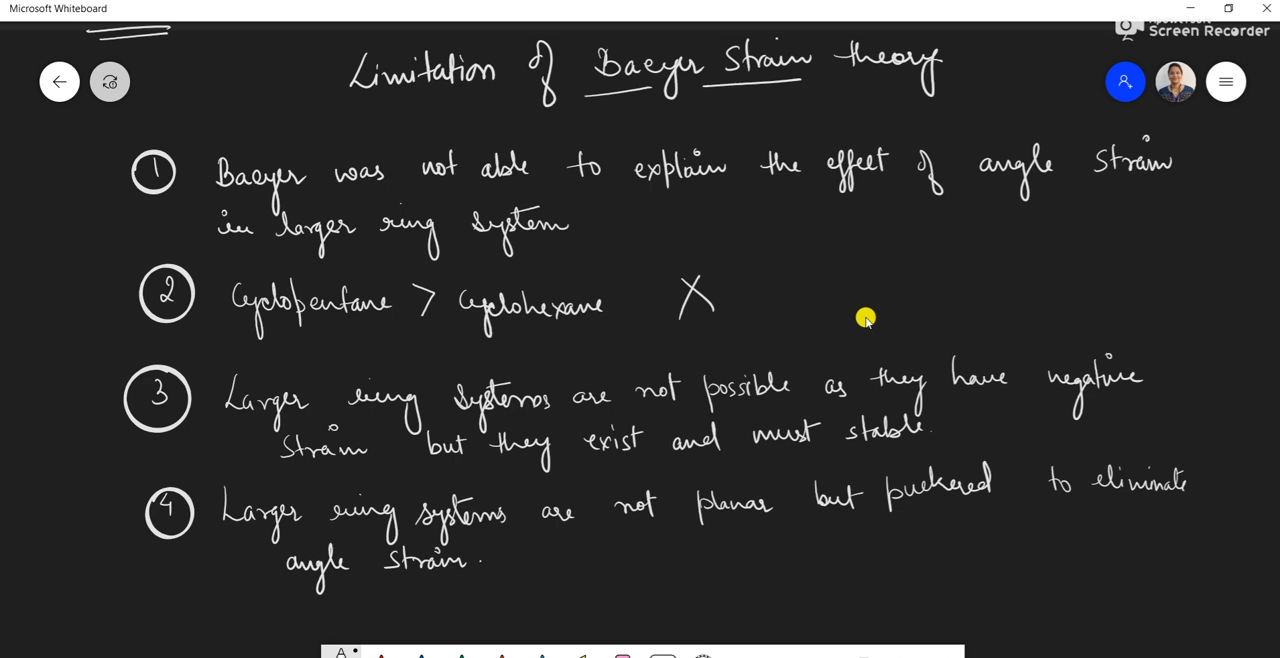 Microsoft Whiteboard
Screen Recorder
Limitation of Baeyer Strain theory
1 Baeyer was not able to explain the effect of angle strain
in larger ring system
2 Cyclopentane > Cyclohexane X
3 Larger ring systems are not possible as they have negative
strain but they exist and must stable.
4 Larger ring systems are not planar but puckered to eliminate
angle strain.
A